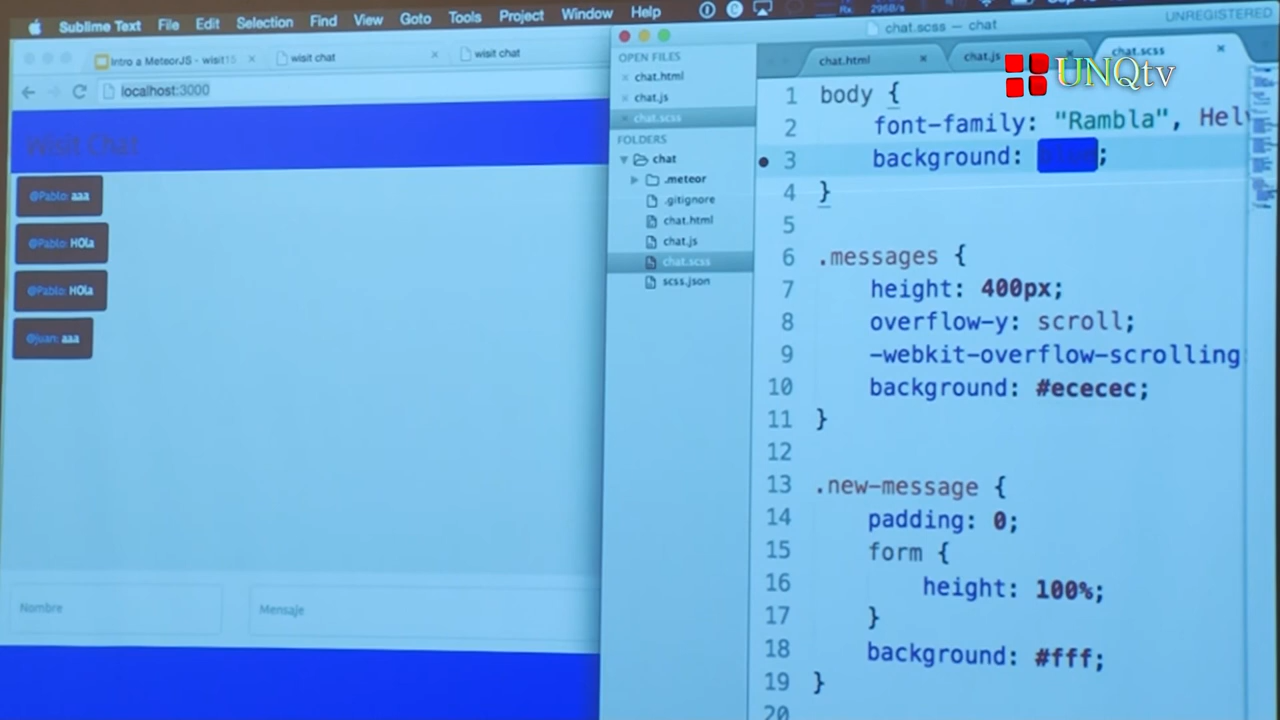 Sublime Text File Edit Selection Find View Goto Tools Project Window Help
Intro a MeteorJS - wisit15
wisit chat
wisit chat
localhost:3000
Wisit Chat
@Pablo: aaa
@Pablo: HOla
@Pablo: HOla
@juan: aaa
Nombre
Mensaje
chat.scss — chat
UNREGISTERED
OPEN FILES
chat.html
chat.js
chat.scss
FOLDERS
chat
.meteor
.gitignore
chat.html
chat.js
chat.scss
scss.json
chat.html
chat.js
chat.scss
UNQtv
1 body {
2 font-family: "Rambla", Helv
3 background: blue;
4 }
5
6 .messages {
7 height: 400px;
8 overflow-y: scroll;
9 -webkit-overflow-scrolling
10 background: #ececec;
11 }
12
13 .new-message {
14 padding: 0;
15 form {
16 height: 100%;
17 }
18 background: #fff;
19 }
20